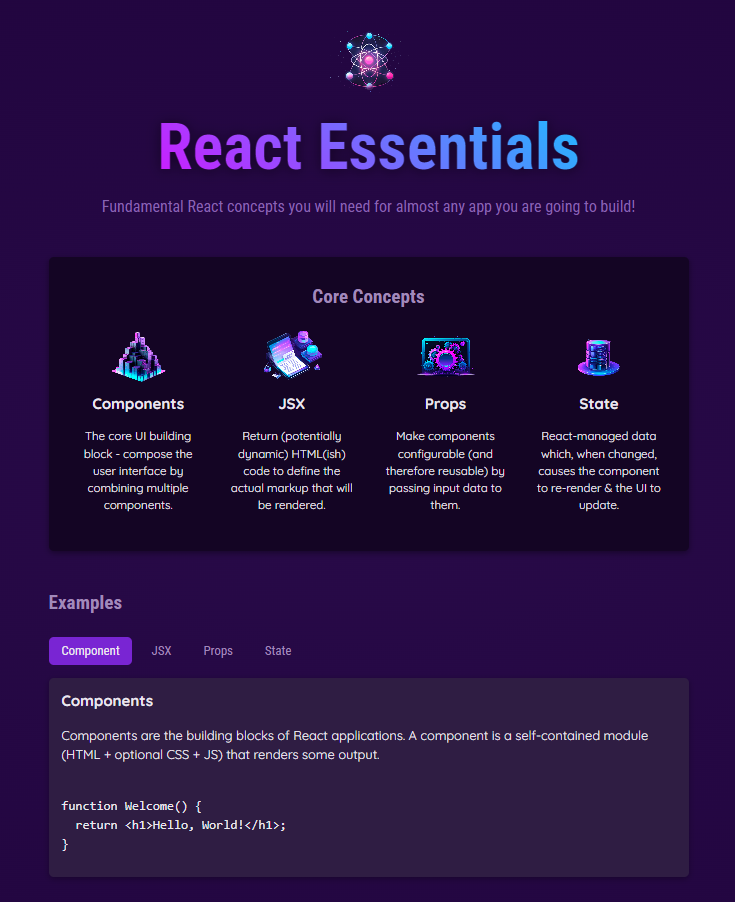 React Essentials
Fundamental React concepts you will need for almost any app you are going to build!
Core Concepts
Components
The core UI building
block - compose the
user interface by
combining multiple
components.
JSX
Return (potentially
dynamic) HTML(ish)
code to define the
actual markup that will
be rendered.
Props
Make components
configurable (and
therefore reusable) by
passing input data to
them.
State
React-managed data
which, when changed,
causes the component
to re-render & the UI to
update.
Examples
Component JSX Props State
Components
Components are the building blocks of React applications. A component is a self-contained module
(HTML + optional CSS + JS) that renders some output.
function Welcome() {
  return <h1>Hello, World!</h1>;
}